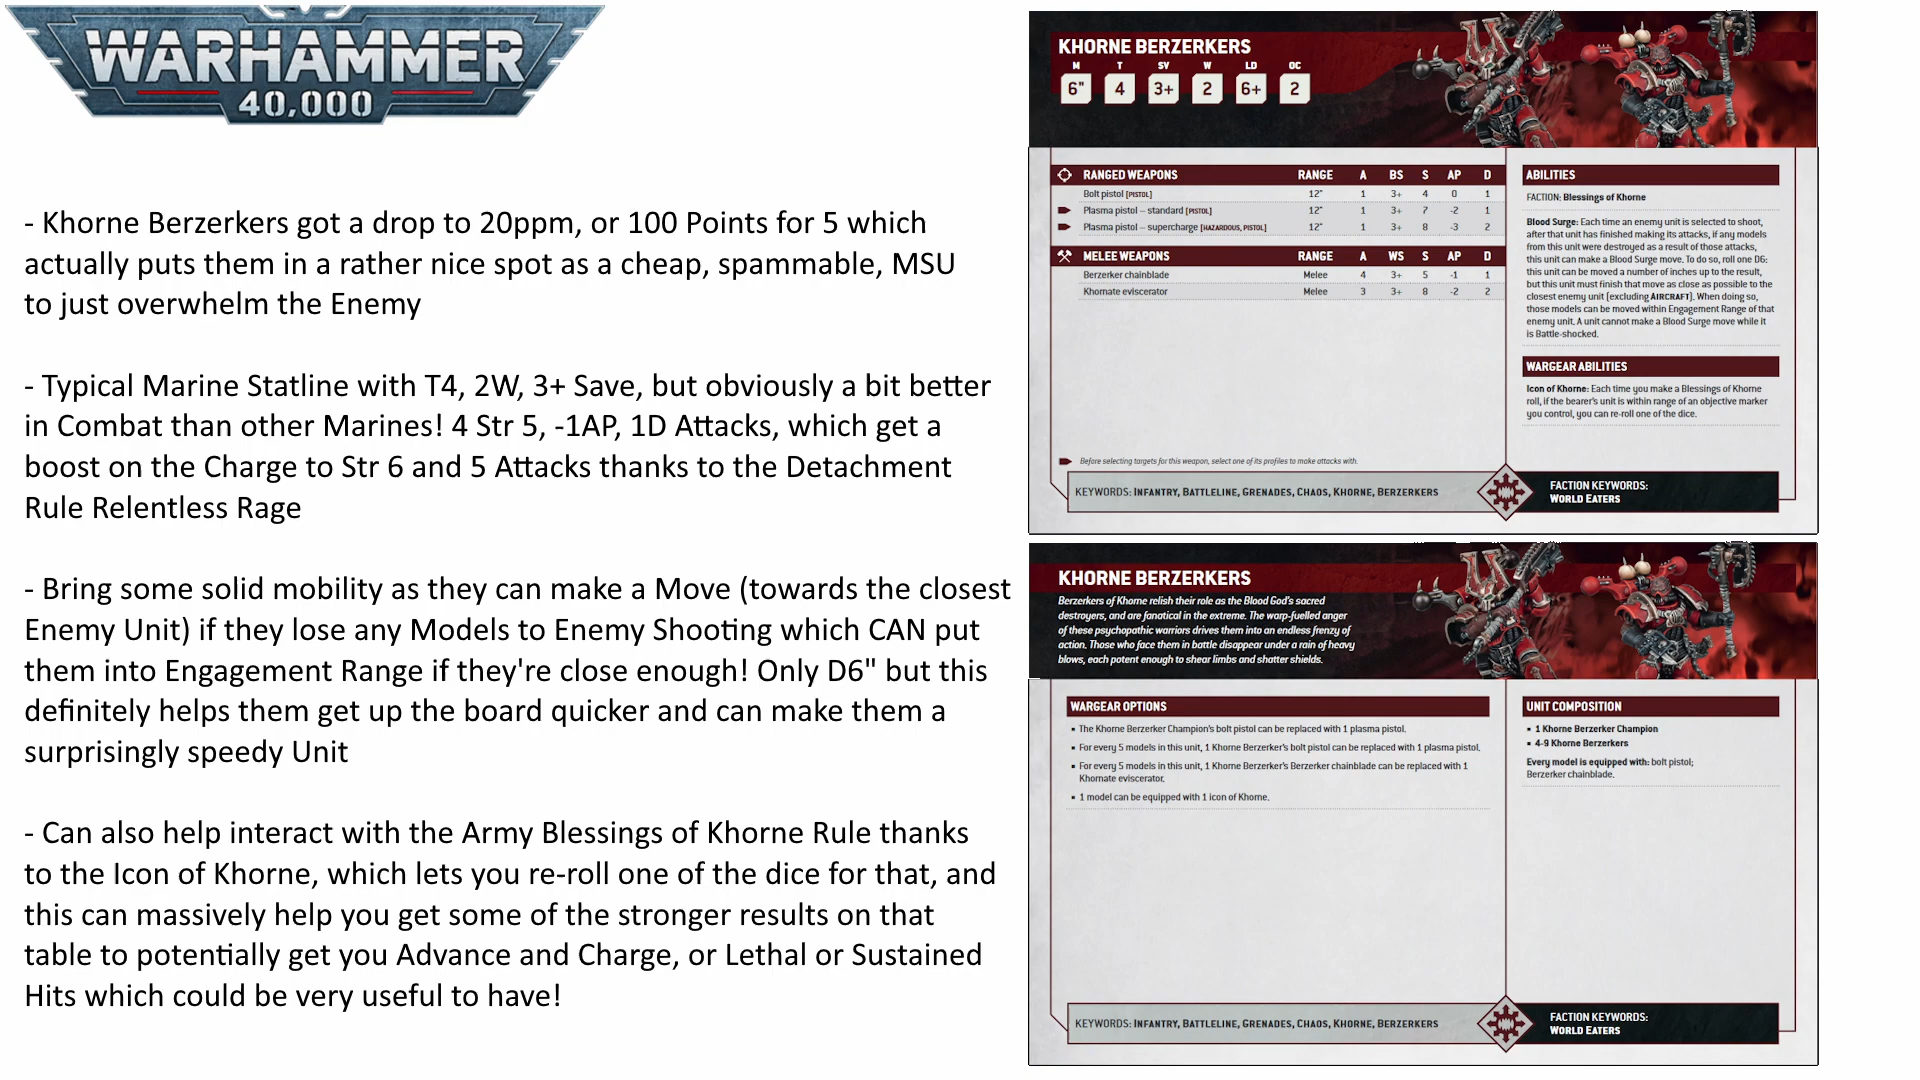 WARHAMMER
40,000
- Khorne Berzerkers got a drop to 20ppm, or 100 Points for 5 which
actually puts them in a rather nice spot as a cheap, spammable, MSU
to just overwhelm the Enemy
- Typical Marine Statline with T4, 2W, 3+ Save, but obviously a bit better
in Combat than other Marines! 4 Str 5, -1AP, 1D Attacks, which get a
boost on the Charge to Str 6 and 5 Attacks thanks to the Detachment
Rule Relentless Rage
- Bring some solid mobility as they can make a Move (towards the closest
Enemy Unit) if they lose any Models to Enemy Shooting which CAN put
them into Engagement Range if they're close enough! Only D6" but this
definitely helps them get up the board quicker and can make them a
surprisingly speedy Unit
- Can also help interact with the Army Blessings of Khorne Rule thanks
to the Icon of Khorne, which lets you re-roll one of the dice for that, and
this can massively help you get some of the stronger results on that
table to potentially get you Advance and Charge, or Lethal or Sustained
Hits which could be very useful to have!
KHORNE BERZERKERS
M T SV W LD OC
6" 4 3+ 2 6+ 2
RANGED WEAPONS RANGE A BS S AP D
Bolt pistol [PISTOL] 12" 1 3+ 4 0 1
Plasma pistol – standard [PISTOL] 12" 1 3+ 7 -2 1
Plasma pistol – supercharge [HAZARDOUS, PISTOL] 12" 1 3+ 8 -3 2
MELEE WEAPONS RANGE A WS S AP D
Berzerker chainblade Melee 4 3+ 5 -1 1
Khornate eviscerator Melee 3 3+ 8 -2 2
Before selecting targets for this weapon, select one of its profiles to make attacks with.
ABILITIES
FACTION: Blessings of Khorne
Blood Surge: Each time an enemy unit is selected to shoot,
after that unit has finished making its attacks, if any models
from this unit were destroyed as a result of those attacks,
this unit can make a Blood Surge move. To do so, roll one D6:
this unit can be moved a number of inches up to the result,
but this unit must finish that move as close as possible to the
closest enemy unit (excluding AIRCRAFT). When doing so,
those models can be moved within Engagement Range of that
enemy unit. A unit cannot make a Blood Surge move while it
is Battle-shocked.
WARGEAR ABILITIES
Icon of Khorne: Each time you make a Blessings of Khorne
roll, if the bearer's unit is within range of an objective marker
you control, you can re-roll one of the dice.
KEYWORDS: INFANTRY, BATTLELINE, GRENADES, CHAOS, KHORNE, BERZERKERS
FACTION KEYWORDS:
WORLD EATERS
KHORNE BERZERKERS
Berzerkers of Khorne relish their role as the Blood God's sacred
destroyers, and are fanatical in the extreme. The warp-fuelled anger
of these psychopathic warriors drives them into an endless frenzy of
action. Those who face them in battle disappear under a rain of heavy
blows, each potent enough to shear limbs and shatter shields.
WARGEAR OPTIONS
▪ The Khorne Berzerker Champion's bolt pistol can be replaced with 1 plasma pistol.
▪ For every 5 models in this unit, 1 Khorne Berzerker's bolt pistol can be replaced with 1 plasma pistol.
▪ For every 5 models in this unit, 1 Khorne Berzerker's Berzerker chainblade can be replaced with 1
Khornate eviscerator.
▪ 1 model can be equipped with 1 icon of Khorne.
UNIT COMPOSITION
▪ 1 Khorne Berzerker Champion
▪ 4-9 Khorne Berzerkers
Every model is equipped with: bolt pistol;
Berzerker chainblade.
KEYWORDS: INFANTRY, BATTLELINE, GRENADES, CHAOS, KHORNE, BERZERKERS
FACTION KEYWORDS:
WORLD EATERS